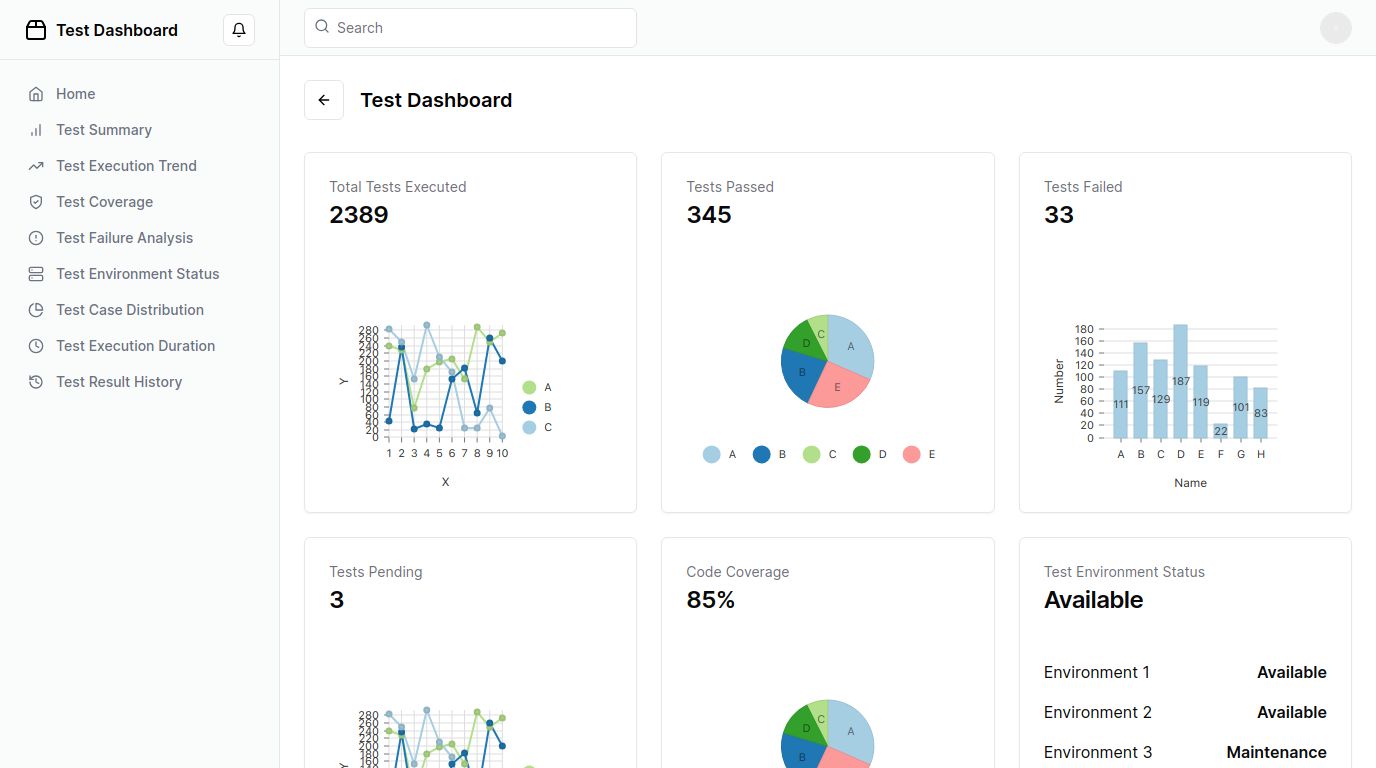 Test Dashboard
Search
Home
Test Summary
Test Execution Trend
Test Coverage
Test Failure Analysis
Test Environment Status
Test Case Distribution
Test Execution Duration
Test Result History
Test Dashboard
Total Tests Executed
2389
280
260
240
220
200
180
160
140
120
100
80
60
40
20
0
Y
1 2 3 4 5 6 7 8 9 10
X
A
B
C
Tests Passed
345
A
B
C
D
E
A B C D E
Tests Failed
33
180
160
140
120
100
80
60
40
20
0
Number
111 157 129 187 119 22 101 83
A B C D E F G H
Name
Tests Pending
3
280
260
240
220
200
180
160
Y
Code Coverage
85%
A
B
C
D
Test Environment Status
Available
Environment 1 Available
Environment 2 Available
Environment 3 Maintenance